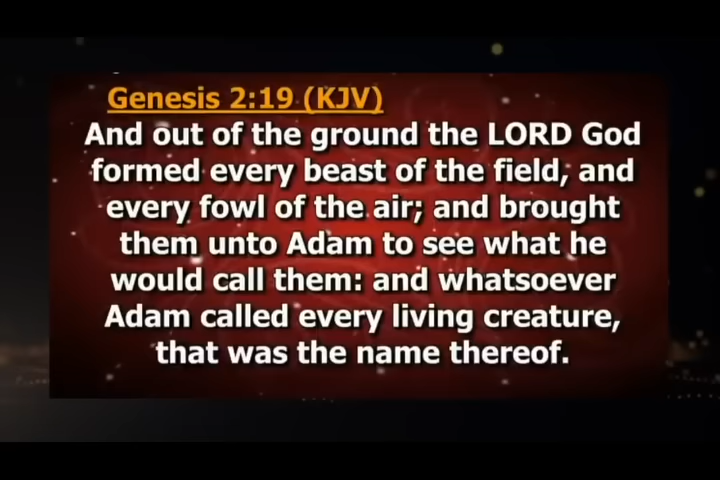 Genesis 2:19 (KJV)
And out of the ground the LORD God
formed every beast of the field, and
every fowl of the air; and brought
them unto Adam to see what he
would call them: and whatsoever
Adam called every living creature,
that was the name thereof.